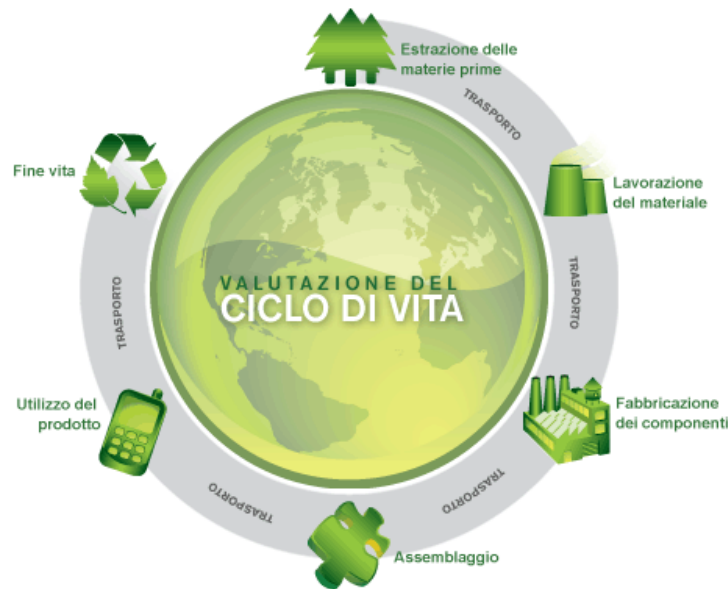 Estrazione delle
materie prime
TRASPORTO
Lavorazione
del materiale
TRASPORTO
Fabbricazione
dei componenti
TRASPORTO
Assemblaggio
TRASPORTO
Utilizzo del
prodotto
TRASPORTO
Fine vita
VALUTAZIONE DEL
CICLO DI VITA